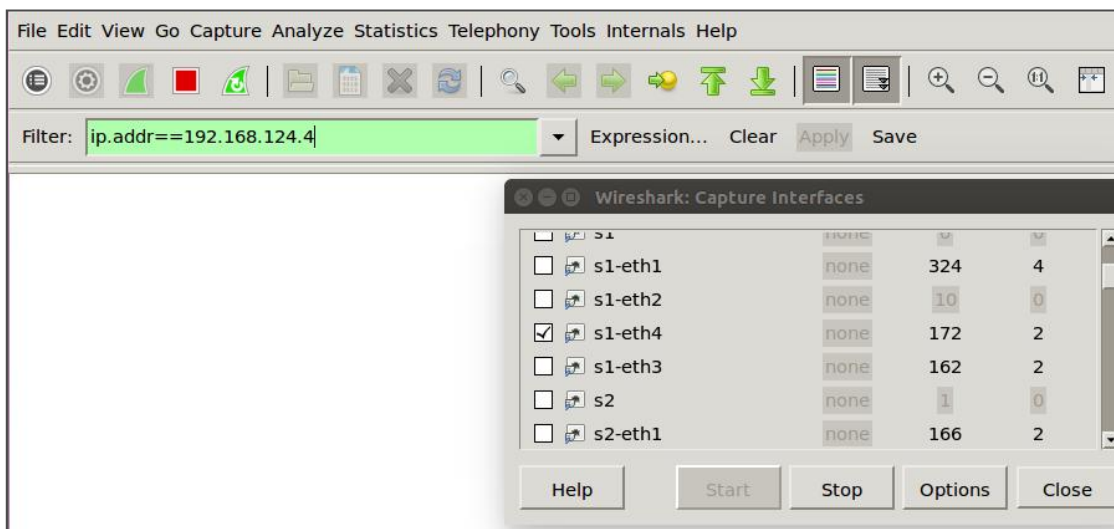 File Edit View Go Capture Analyze Statistics Telephony Tools Internals Help
Filter: ip.addr==192.168.124.4 Expression... Clear Apply Save
Wireshark: Capture Interfaces
s1 none
s1-eth1 none 324 4
s1-eth2 none 10 0
s1-eth4 none 172 2
s1-eth3 none 162 2
s2 none 1 0
s2-eth1 none 166 2
Help Start Stop Options Close